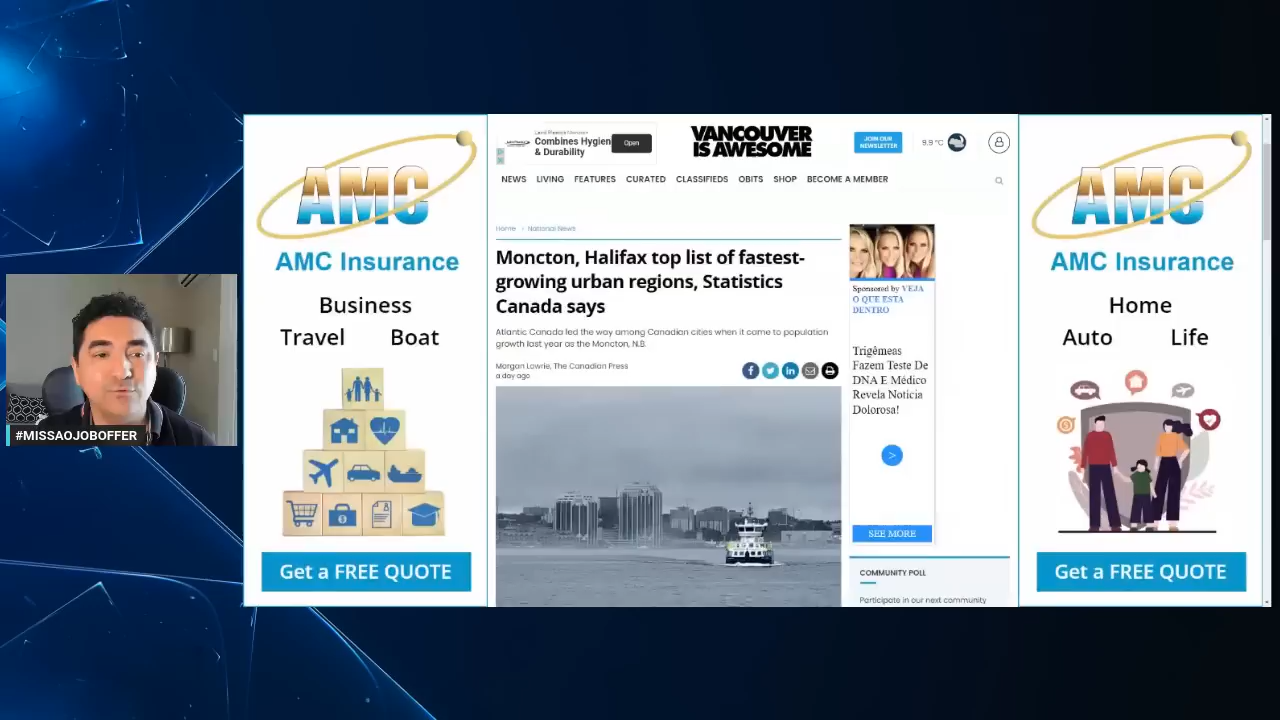 #MISSAOJOBOFFER
AMC
AMC Insurance
Business
Travel Boat
Get a FREE QUOTE
Combines Hygien
& Durability
Open
VANCOUVER
IS AWESOME
JOIN OUR
NEWSLETTER
9.9 °C
NEWS LIVING FEATURES CURATED CLASSIFIEDS OBITS SHOP BECOME A MEMBER
Home > National News
Moncton, Halifax top list of fastest-
growing urban regions, Statistics
Canada says
Atlantic Canada led the way among Canadian cities when it came to population
growth last year as the Moncton, N.B.
Morgan Lowrie, The Canadian Press
a day ago
Sponsored by VEJA
O QUE ESTA
DENTRO
Trigêmeas
Fazem Teste De
DNA E Médico
Revela Notícia
Dolorosa!
>
SEE MORE
COMMUNITY POLL
Participate in our next community
AMC
AMC Insurance
Home
Auto Life
Get a FREE QUOTE